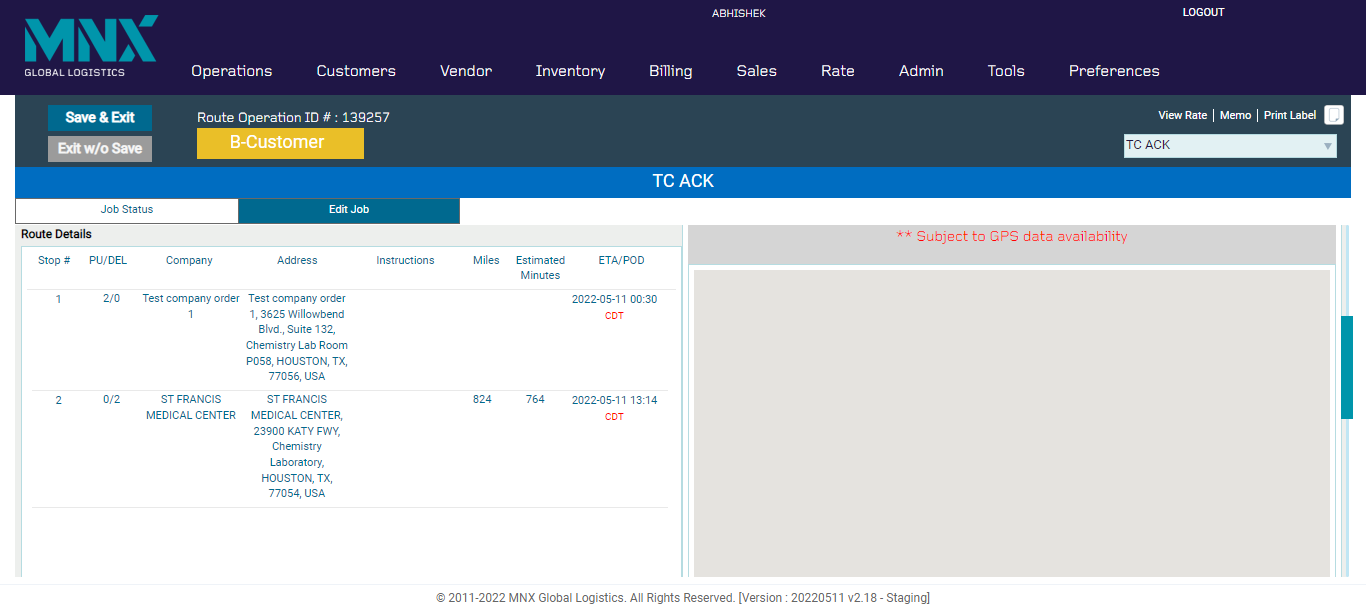 ABHISHEK
LOGOUT
MNX
GLOBAL LOGISTICS
Operations Customers Vendor Inventory Billing Sales Rate Admin Tools Preferences
Save & Exit
Route Operation ID # : 139257
View Rate | Memo | Print Label
Exit w/o Save
B-Customer
TC ACK
TC ACK
Job Status
Edit Job
Route Details
** Subject to GPS data availability
Stop # PU/DEL Company Address Instructions Miles Estimated ETA/POD
Minutes
1 2/0 Test company order Test company order 2022-05-11 00:30
1 1, 3625 Willowbend CDT
Blvd., Suite 132,
Chemistry Lab Room
P058, HOUSTON, TX,
77056, USA
2 0/2 ST FRANCIS ST FRANCIS 824 764 2022-05-11 13:14
MEDICAL CENTER MEDICAL CENTER, CDT
23900 KATY FWY,
Chemistry
Laboratory,
HOUSTON, TX,
77054, USA
© 2011-2022 MNX Global Logistics. All Rights Reserved. [Version : 20220511 v2.18 - Staging]